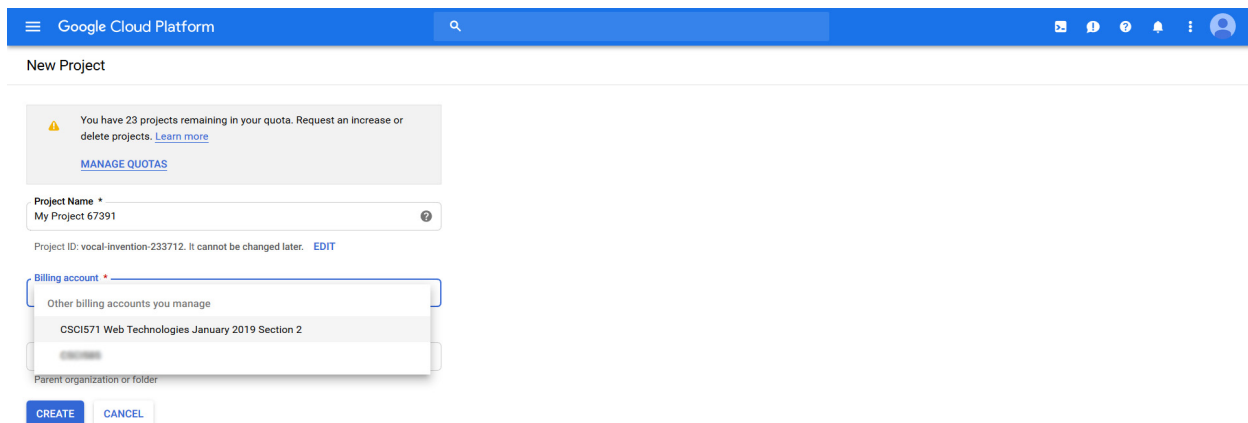 Google Cloud Platform
New Project
You have 23 projects remaining in your quota. Request an increase or
delete projects. Learn more
MANAGE QUOTAS
Project Name *
My Project 67391
Project ID: vocal-invention-233712. It cannot be changed later. EDIT
Billing account *
Other billing accounts you manage
CSCI571 Web Technologies January 2019 Section 2
Parent organization or folder
CREATE CANCEL